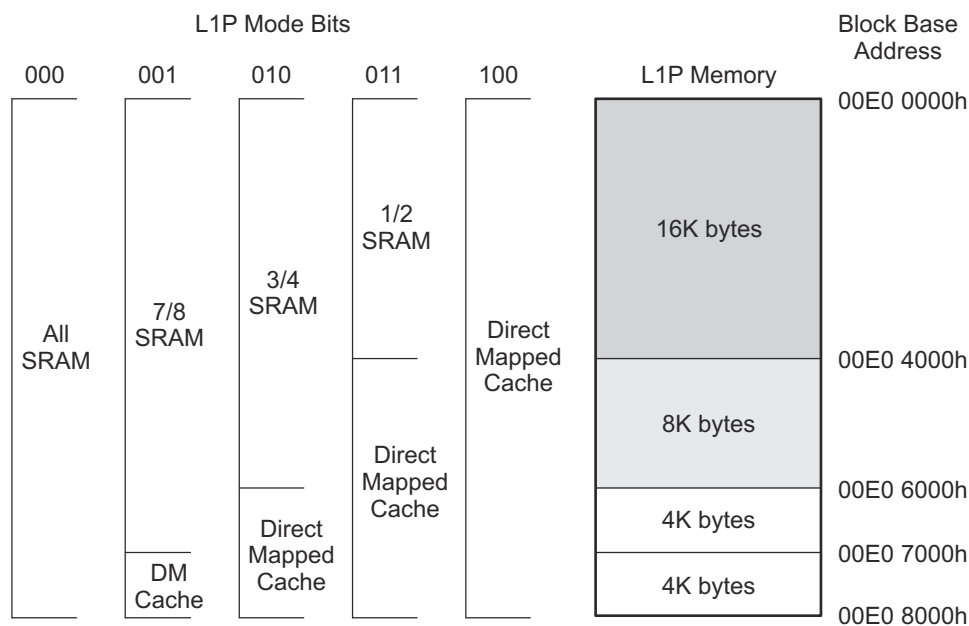 L1P Mode Bits
Block Base
Address
000 001 010 011 100 L1P Memory
00E0 0000h
All
SRAM
7/8
SRAM
DM
Cache
3/4
SRAM
Direct
Mapped
Cache
1/2
SRAM
Direct
Mapped
Cache
Direct
Mapped
Cache
16K bytes
00E0 4000h
8K bytes
00E0 6000h
4K bytes
00E0 7000h
4K bytes
00E0 8000h